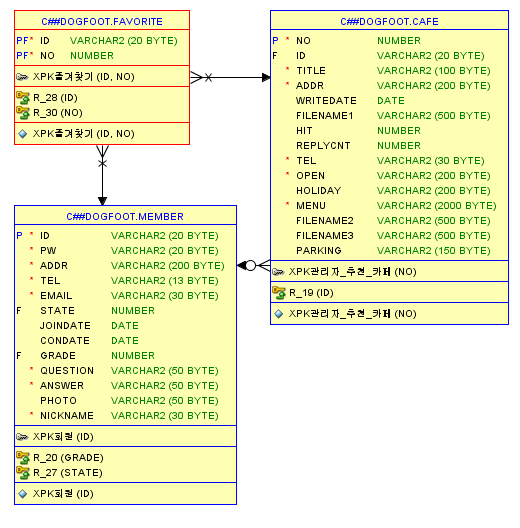 C##DOGFOOT.FAVORITE
PF* ID VARCHAR2 (20 BYTE)
PF* NO NUMBER
XPK즐겨찾기 (ID, NO)
R_28 (ID)
R_30 (NO)
XPK즐겨찾기 (ID, NO)
C##DOGFOOT.CAFE
P * NO NUMBER
F ID VARCHAR2 (20 BYTE)
* TITLE VARCHAR2 (100 BYTE)
* ADDR VARCHAR2 (200 BYTE)
WRITEDATE DATE
FILENAME1 VARCHAR2 (500 BYTE)
HIT NUMBER
REPLYCNT NUMBER
* TEL VARCHAR2 (30 BYTE)
* OPEN VARCHAR2 (200 BYTE)
HOLIDAY VARCHAR2 (200 BYTE)
* MENU VARCHAR2 (2000 BYTE)
FILENAME2 VARCHAR2 (500 BYTE)
FILENAME3 VARCHAR2 (500 BYTE)
PARKING VARCHAR2 (150 BYTE)
XPK관리자_추천_카페 (NO)
R_19 (ID)
XPK관리자_추천_카페 (NO)
C##DOGFOOT.MEMBER
P * ID VARCHAR2 (20 BYTE)
* PW VARCHAR2 (20 BYTE)
* ADDR VARCHAR2 (200 BYTE)
* TEL VARCHAR2 (13 BYTE)
* EMAIL VARCHAR2 (30 BYTE)
F STATE NUMBER
JOINDATE DATE
CONDATE DATE
F GRADE NUMBER
* QUESTION VARCHAR2 (50 BYTE)
* ANSWER VARCHAR2 (50 BYTE)
PHOTO VARCHAR2 (50 BYTE)
* NICKNAME VARCHAR2 (30 BYTE)
XPK회원 (ID)
R_20 (GRADE)
R_27 (STATE)
XPK회원 (ID)